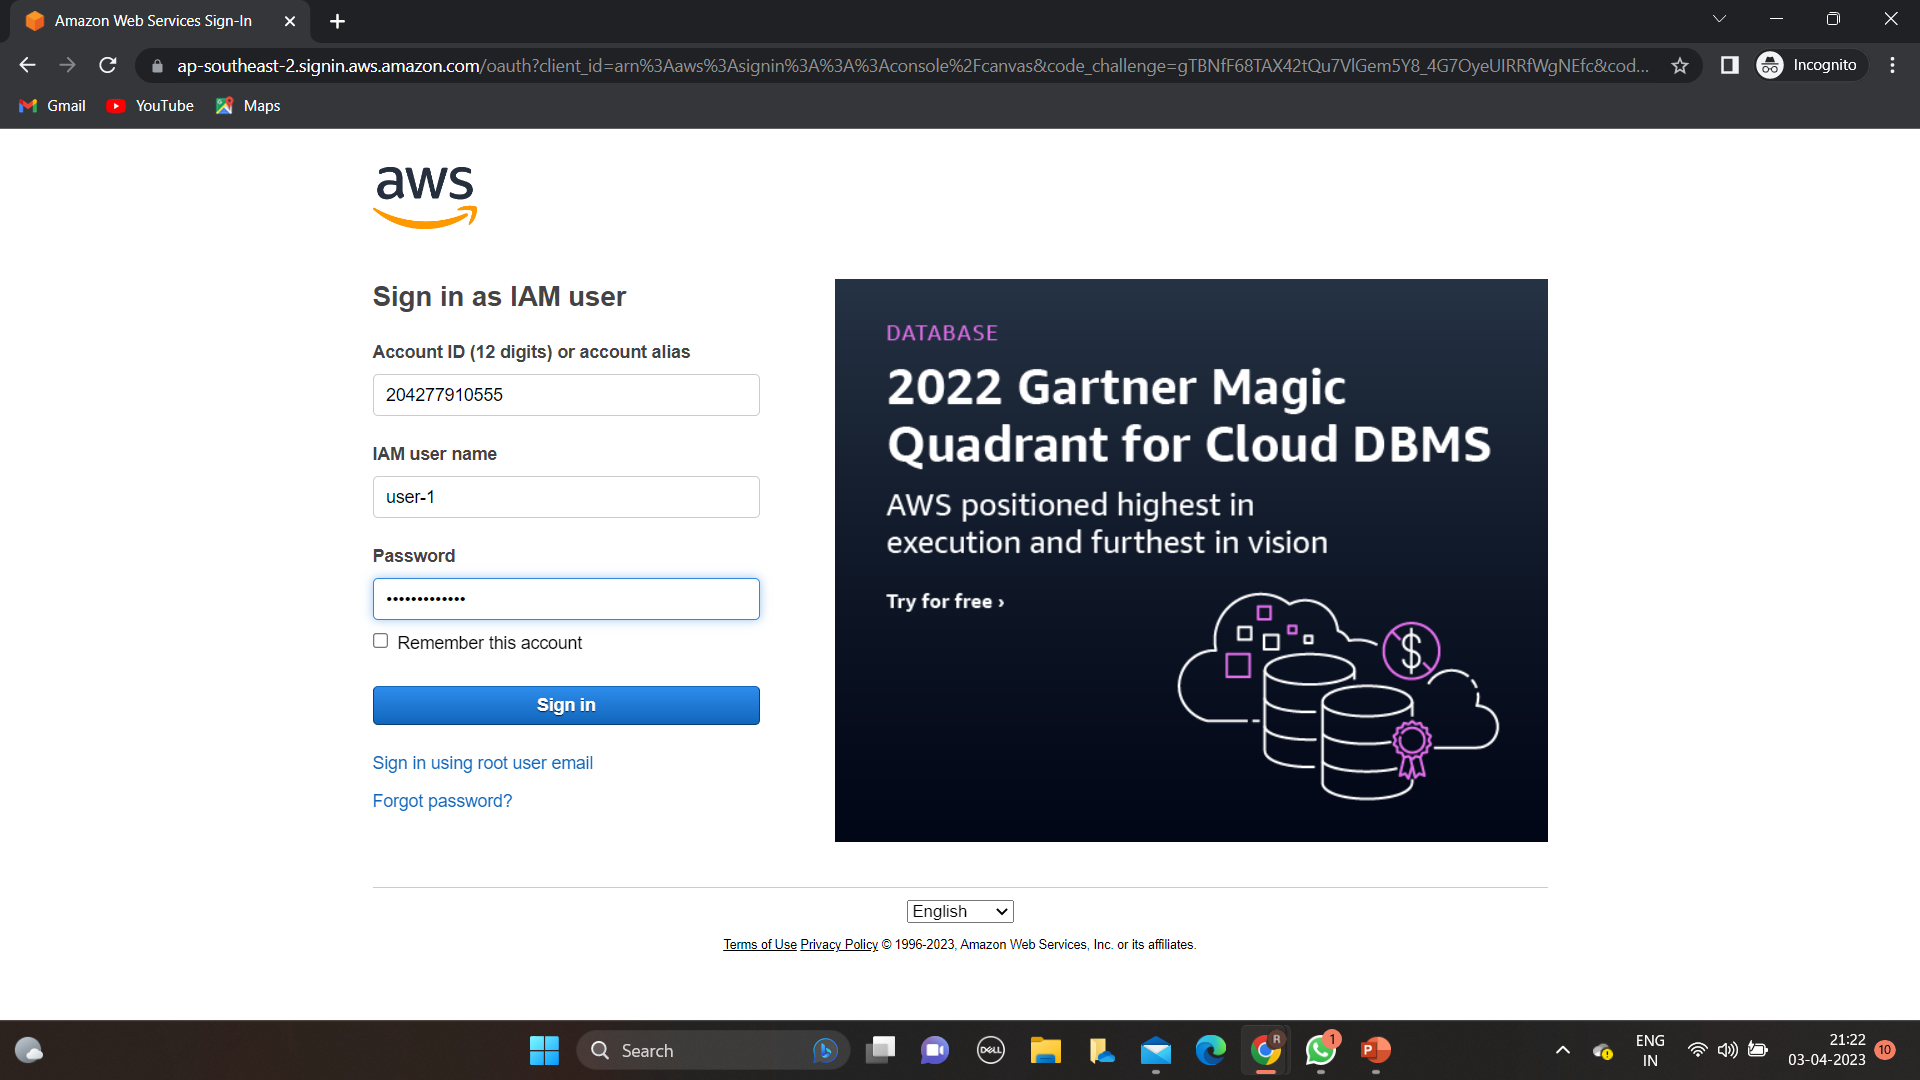 Amazon Web Services Sign-In
ap-southeast-2.signin.aws.amazon.com/oauth?client_id=arn%3Aaws%3Asignin%3A%3A%3Aconsole%2Fcanvas&code_challenge=gTBNfF68TAX42tQu7VlGem5Y8_4G7OyeUIRRfWgNEfc&cod...
Incognito
Gmail
YouTube
Maps
aws
Sign in as IAM user
Account ID (12 digits) or account alias
204277910555
IAM user name
user-1
Password
•••••••••••••
Remember this account
Sign in
Sign in using root user email
Forgot password?
DATABASE
2022 Gartner Magic
Quadrant for Cloud DBMS
AWS positioned highest in
execution and furthest in vision
Try for free ›
$
English
Terms of Use Privacy Policy © 1996-2023, Amazon Web Services, Inc. or its affiliates.
Search
DELL
R
1
P
ENG
IN
21:22
03-04-2023
10